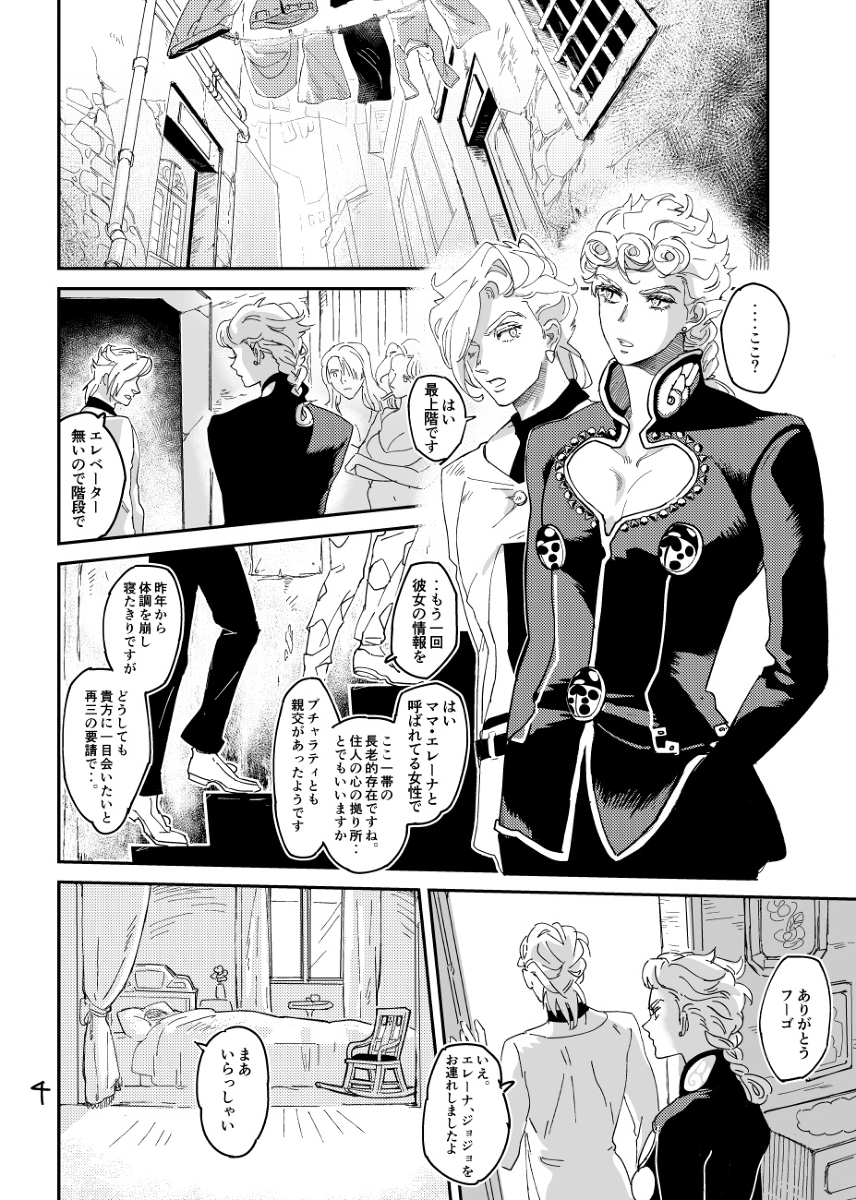 ‥‥ここ?
はい
最上階です
エレベーター
無いので階段で
‥もう一回
彼女の情報を
はい
ママ・エレーナと
呼ばれてる女性で
ここ一帯の
長老的存在ですね。
住人の心の拠り所‥
とでもいいますか
ブチャラティとも
親交があったようです
昨年から
体調を崩し
寝たきりですが
どうしても
貴方に一目会いたいと
再三の要請で‥。
ありがとう
フーゴ
いえ。
エレーナ、ジョジョを
お連れしましたよ
まあ
いらっしゃい
4